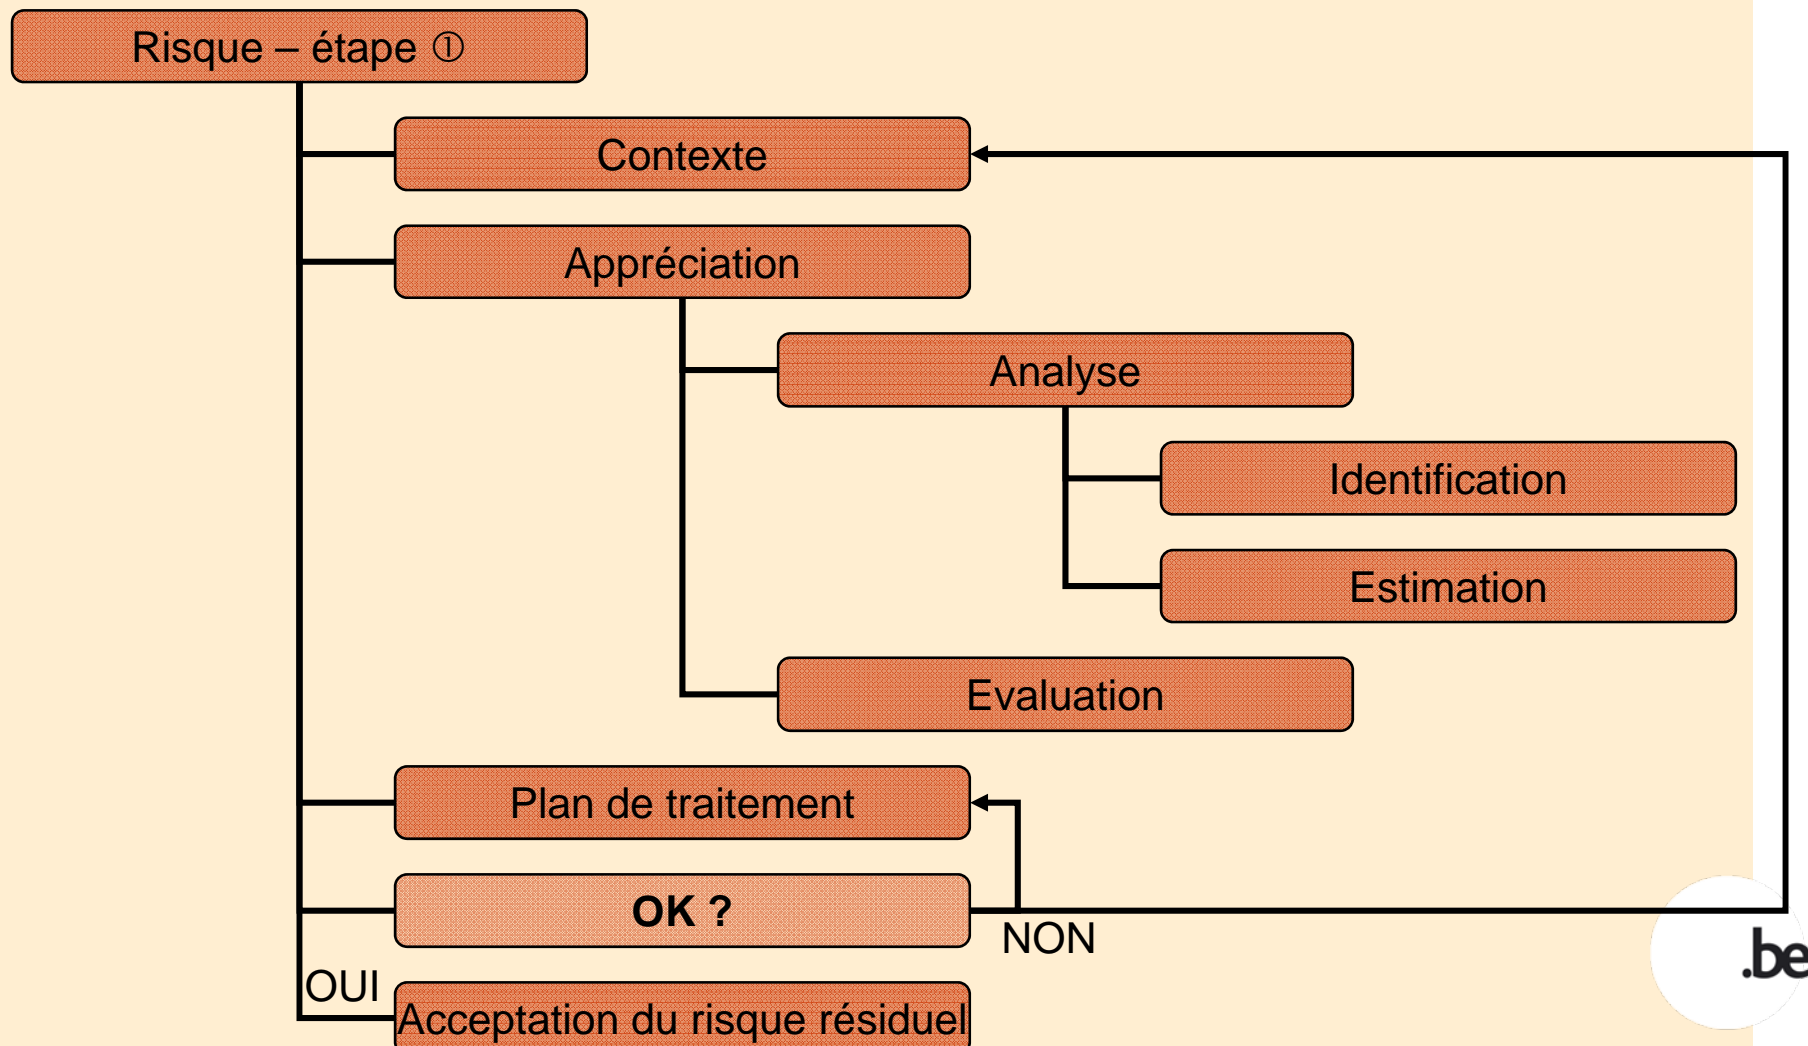 Risque – étape ①
Contexte
Appréciation
Analyse
Identification
Estimation
Evaluation
Plan de traitement
OK ?
NON
OUI
Acceptation du risque résiduel
.be